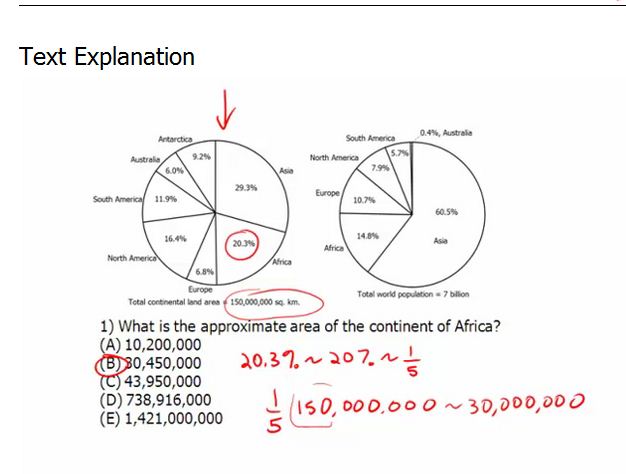 Text Explanation
Antarctica
9.2%
Australia
6.0%
Asia
29.3%
South America
11.9%
16.4%
20.3%
North America
Africa
6.8%
Europe
Total continental land area = 150,000,000 sq. km.
South America
0.4%, Australia
5.7%
North America
7.9%
Europe
10.7%
60.5%
14.8%
Asia
Africa
Total world population = 7 billion
1) What is the approximate area of the continent of Africa?
(A) 10,200,000
(B) 30,450,000
(C) 43,950,000
(D) 738,916,000
(E) 1,421,000,000
20.3% ~ 20% ~ 1/5
1/5 (150,000,000 ~ 30,000,000